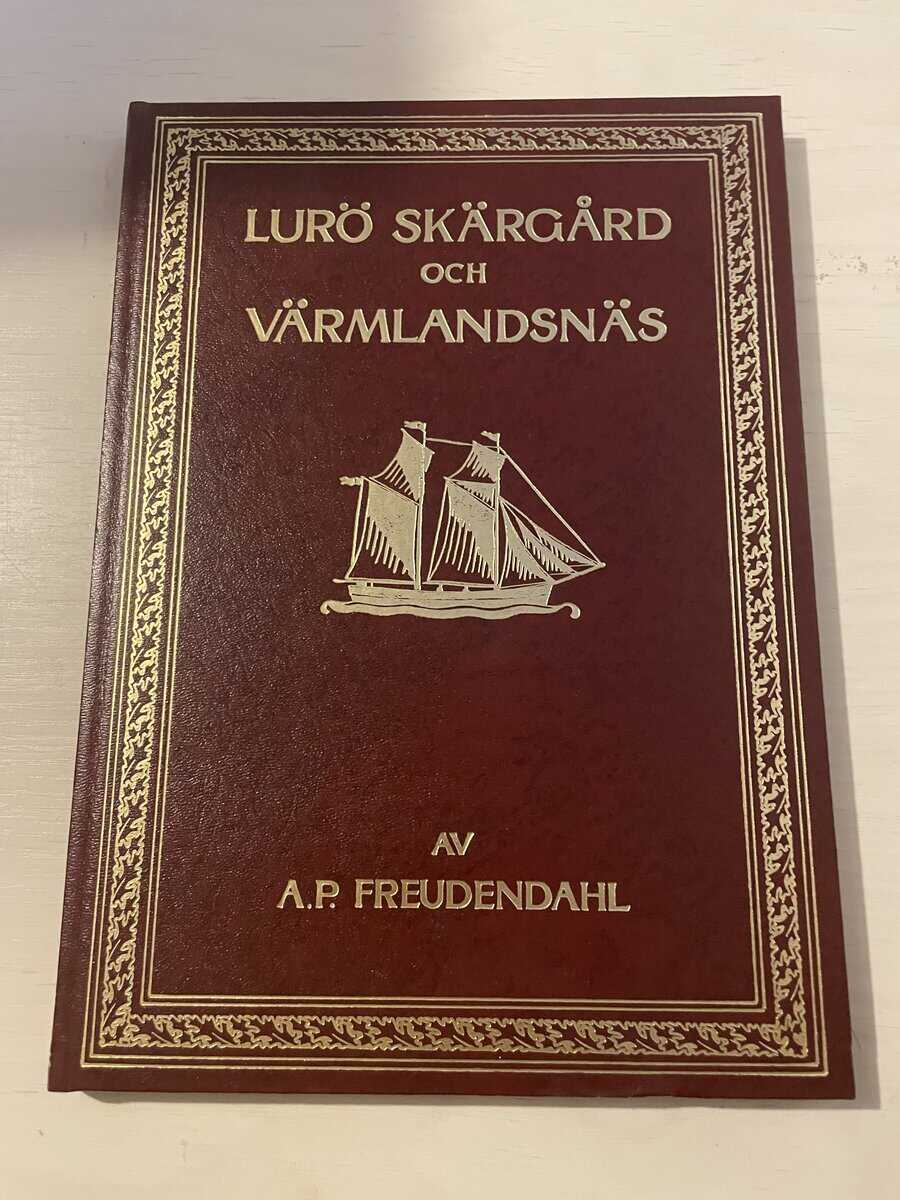 LURÖ SKÄRGÅRD
OCH
VÄRMLANDSNÄS
AV
A.P. FREUDENDAHL